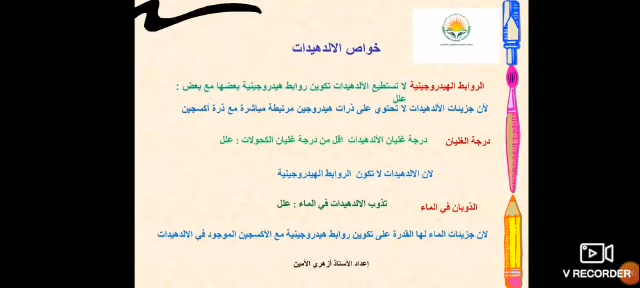 خواص الالدهيدات
الروابط الهيدروجينية لا تستطيع الألدهيدات تكوين روابط هيدروجينية بعضها مع بعض :
علل
لأن جزيئات الألدهيدات لا تحتوي على ذرات هيدروجين مرتبطة مباشرة مع ذرة أكسجين
درجة الغليان درجة غليان الألدهيدات اقل من درجة غليان الكحولات : علل
لان الالدهيدات لا تكون الروابط الهيدروجينية
الذوبان في الماء تذوب الالدهيدات في الماء : علل
لان جزيئات الماء لها القدرة على تكوين روابط هيدروجينية مع الأكسجين الموجود في الالدهيدات
إعداد الأستاذ أزهري الأمين
V RECORDER